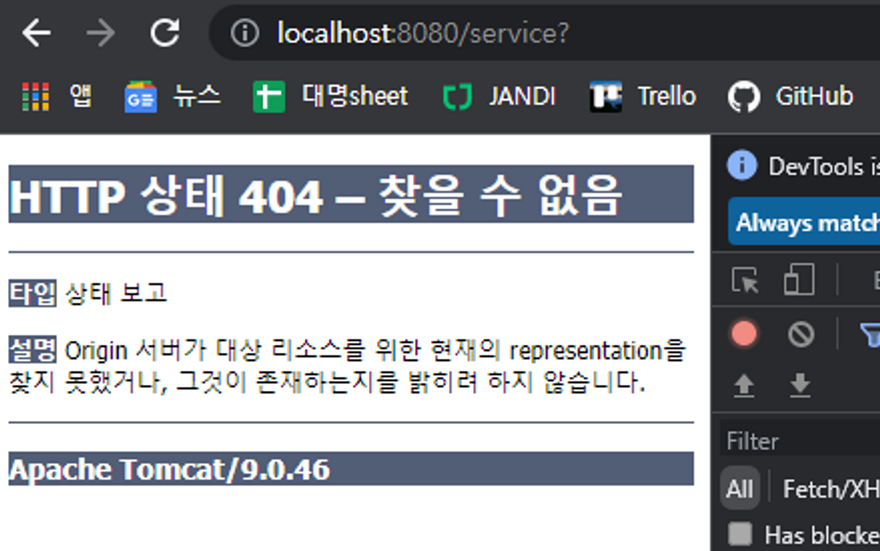 localhost:8080/service?
앱 뉴스 대명sheet JANDI Trello GitHub
HTTP 상태 404 – 찾을 수 없음
타입 상태 보고
설명 Origin 서버가 대상 리소스를 위한 현재의 representation을
찾지 못했거나, 그것이 존재하는지를 밝히려 하지 않습니다.
Apache Tomcat/9.0.46
DevTools is
Always match
Filter
All Fetch/XH
Has blocke